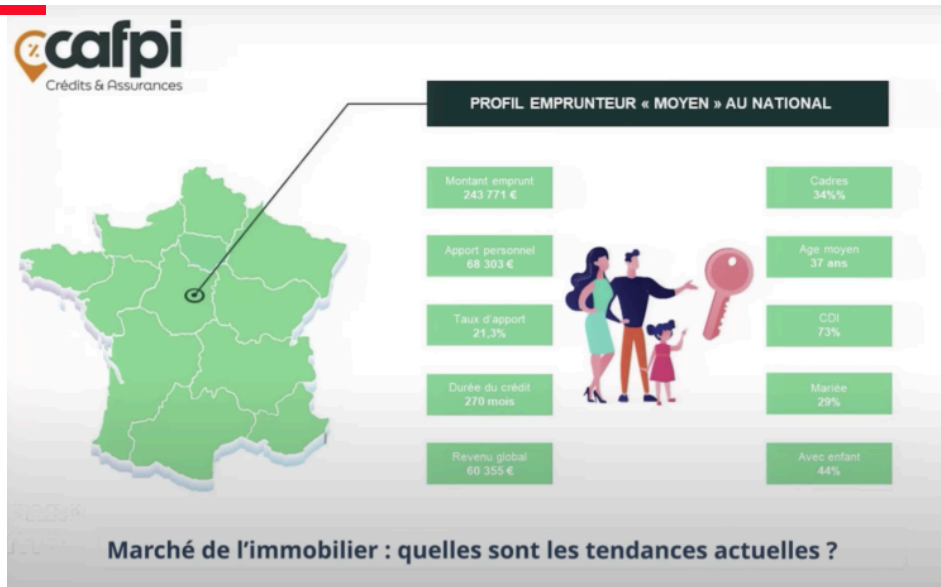 cafpi
Crédits & Assurances
PROFIL EMPRUNTEUR « MOYEN » AU NATIONAL
Montant emprunt
243 771 €
Apport personnel
68 303 €
Taux d'apport
21,3%
Durée du crédit
270 mois
Revenu global
60 355 €
Cadres
34%%
Age moyen
37 ans
CDI
73%
Mariée
29%
Avec enfant
44%
Marché de l'immobilier : quelles sont les tendances actuelles ?